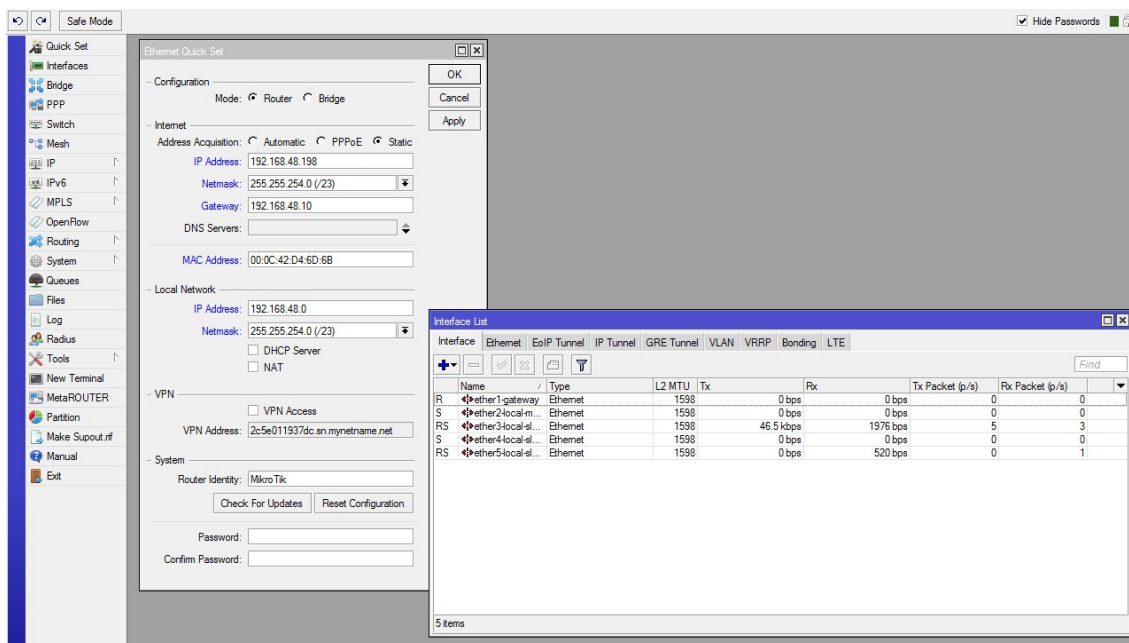 Safe Mode
Hide Passwords
Quick Set
Interfaces
Bridge
PPP
Switch
Mesh
IP
IPv6
MPLS
OpenFlow
Routing
System
Queues
Files
Log
Radius
Tools
New Terminal
MetaROUTER
Partition
Make Supout.rif
Manual
Exit
Ethernet Quick Set
OK
Cancel
Apply
Configuration
Mode: Router Bridge
Internet
Address Acquisition: Automatic PPPoE Static
IP Address: 192.168.48.198
Netmask: 255.255.254.0 (/23)
Gateway: 192.168.48.10
DNS Servers:
MAC Address: 00:0C:42:D4:6D:6B
Local Network
IP Address: 192.168.48.0
Netmask: 255.255.254.0 (/23)
DHCP Server
NAT
VPN
VPN Access
VPN Address: 2c5e011937dc.sn.mynetname.net
System
Router Identity: MikroTik
Check For Updates Reset Configuration
Password:
Confirm Password:
Interface List
Interface Ethernet EoIP Tunnel IP Tunnel GRE Tunnel VLAN VRRP Bonding LTE
Find
Name Type L2 MTU Tx Rx Tx Packet (p/s) Rx Packet (p/s)
R ether1-gateway Ethernet 1598 0 bps 0 bps 0 0
S ether2-local-m... Ethernet 1598 0 bps 0 bps 0 0
RS ether3-local-sl... Ethernet 1598 46.5 kbps 1976 bps 5 3
S ether4-local-sl... Ethernet 1598 0 bps 0 bps 0 0
RS ether5-local-sl... Ethernet 1598 0 bps 520 bps 0 1
5 items